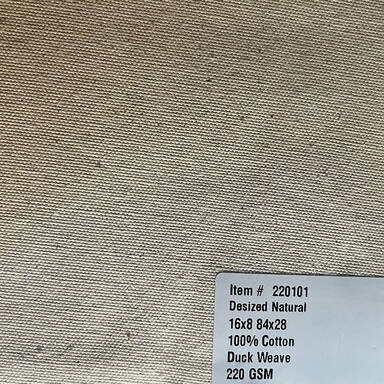 Item # 220101
Desized Natural
16x8 84x28
100% Cotton
Duck Weave
220 GSM